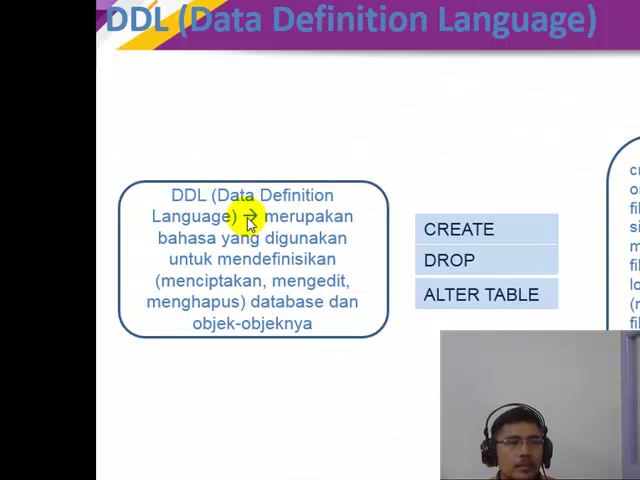 DDL (Data Definition Language)
DDL (Data Definition
Language) → merupakan
bahasa yang digunakan
untuk mendefinisikan
(menciptakan, mengedit,
menghapus) database dan
objek-objeknya
CREATE
DROP
ALTER TABLE